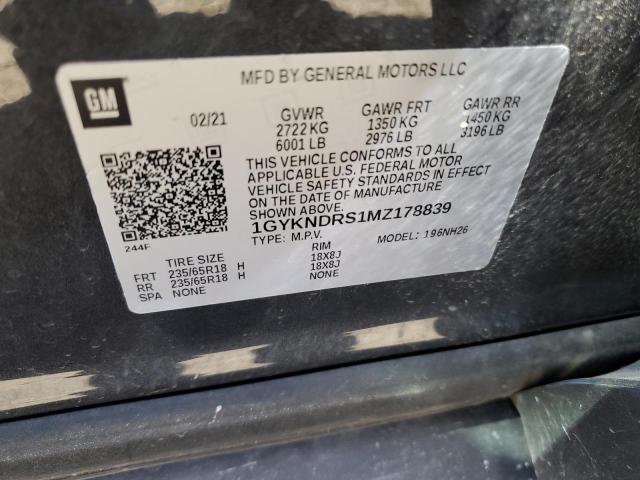 GM
MFD BY GENERAL MOTORS LLC
02/21 GVWR GAWR FRT GAWR RR
2722 KG 1350 KG 1450 KG
6001 LB 2976 LB 3196 LB
THIS VEHICLE CONFORMS TO ALL
APPLICABLE U.S. FEDERAL MOTOR
VEHICLE SAFETY STANDARDS IN EFFECT
ON THE DATE OF MANUFACTURE
SHOWN ABOVE.
1GYKNDRS1MZ178839
TYPE: M.P.V. MODEL: 196NH26
244F
TIRE SIZE RIM
FRT 235/65R18 H 18X8J
RR 235/65R18 H 18X8J
SPA NONE NONE